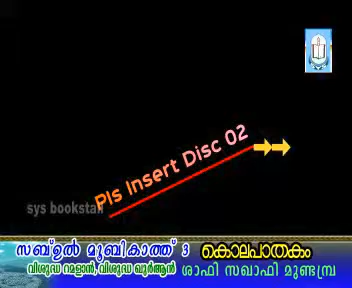 Pls Insert Disc 02
sys bookstall
സബ്ഉൽ മൂബികാത്ത് 3 കൊലപാതകം
വിശുദ്ധ റമളാൻ, വിശുദ്ധ ഖുർആൻ ശാഫി സഖാഫി മുണ്ടമ്പ്ര